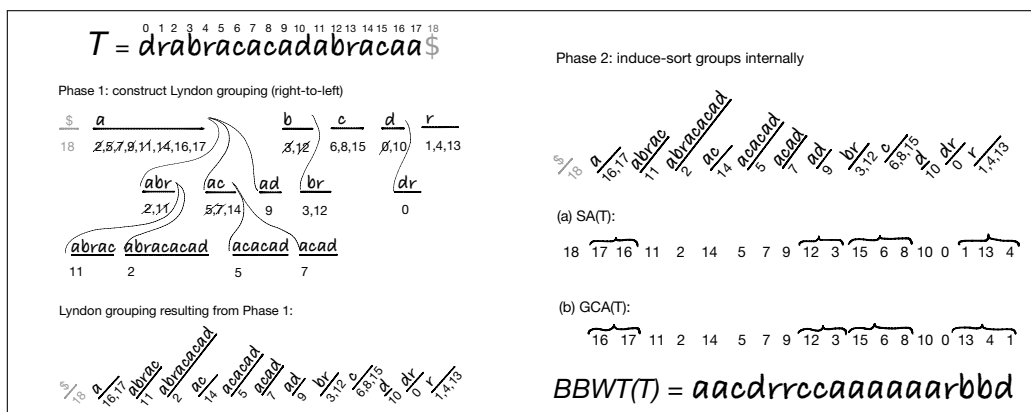 0 1 2 3 4 5 6 7 8 9 10 11 12 13 14 15 16 17 18
T = drabracacadabracaa$
Phase 1: construct Lyndon grouping (right-to-left)
$ a b c d r
18 2,5,7,9,11,14,16,17 3,12 6,8,15 0,10 1,4,13
abr ac ad br dr
2,11 5,7,14 9 3,12 0
abrac abracacad acacad acad
11 2 5 7
Lyndon grouping resulting from Phase 1:
$ a abrac abracacad ac acacad acad ad br c d dr r
18 16,17 11 2 14 5 7 9 3,12 6,8,15 10 0 1,4,13
Phase 2: induce-sort groups internally
$ a abrac abracacad ac acacad acad ad br c d dr r
18 16,17 11 2 14 5 7 9 3,12 6,8,15 10 0 1,4,13
(a) SA(T):
18 17 16 11 2 14 5 7 9 12 3 15 6 8 10 0 1 13 4
(b) GCA(T):
16 17 11 2 14 5 7 9 12 3 15 6 8 10 0 13 4 1
BBWT(T) = aacdrrccaaaaaarbbd